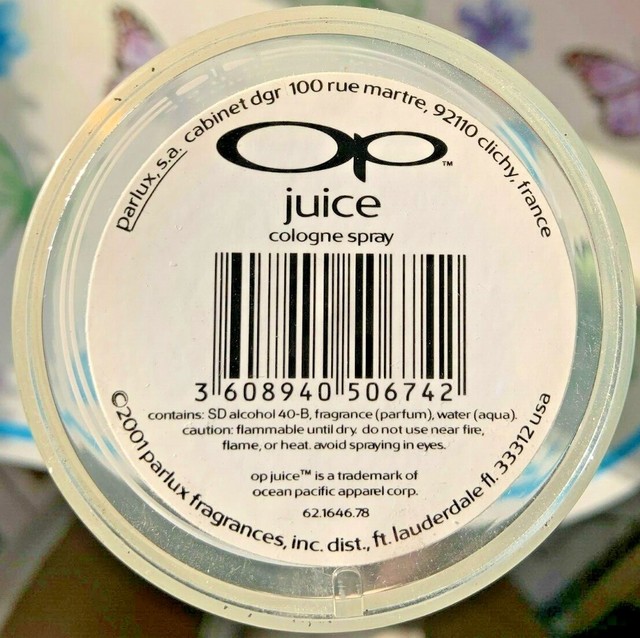 parlux, s.a. cabinet dgr 100 rue martre, 92110 clichy, france
Op™
juice
cologne spray
3 608940 506742
contains: SD alcohol 40-B, fragrance (parfum), water (aqua).
caution: flammable until dry. do not use near fire,
flame, or heat. avoid spraying in eyes.
op juice™ is a trademark of
ocean pacific apparel corp.
62.1646.78
©2001 parlux fragrances, inc. dist., ft. lauderdale fl. 33312 usa